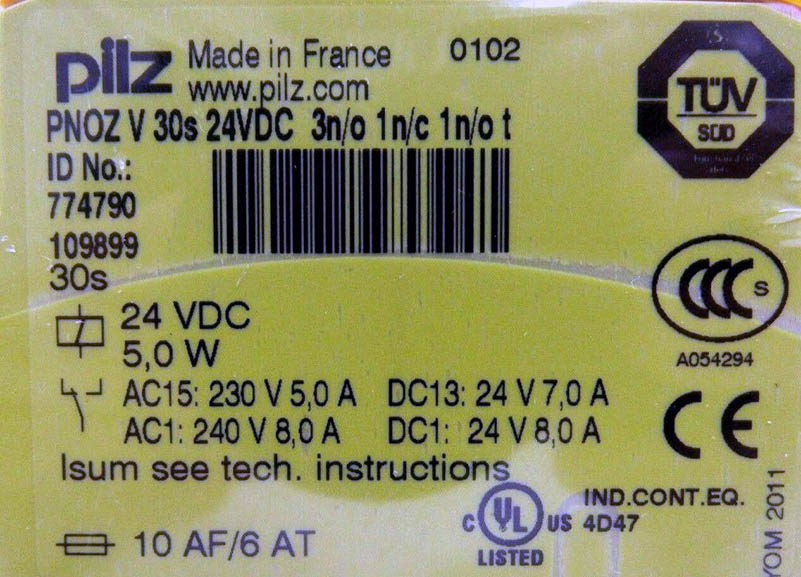 pilz Made in France 0102
www.pilz.com
PNOZ V 30s 24VDC 3n/o 1n/c 1n/o t
ID No.:
774790
109899
30s
24 VDC
5,0 W
AC15: 230 V 5,0 A DC13: 24 V 7,0 A
AC1: 240 V 8,0 A DC1: 24 V 8,0 A
Isum see tech. instructions
10 AF/6 AT
TÜV
SÜD
CCC S
A054294
CE
C UL US IND.CONT.EQ.
4D47
LISTED
YOM 2011